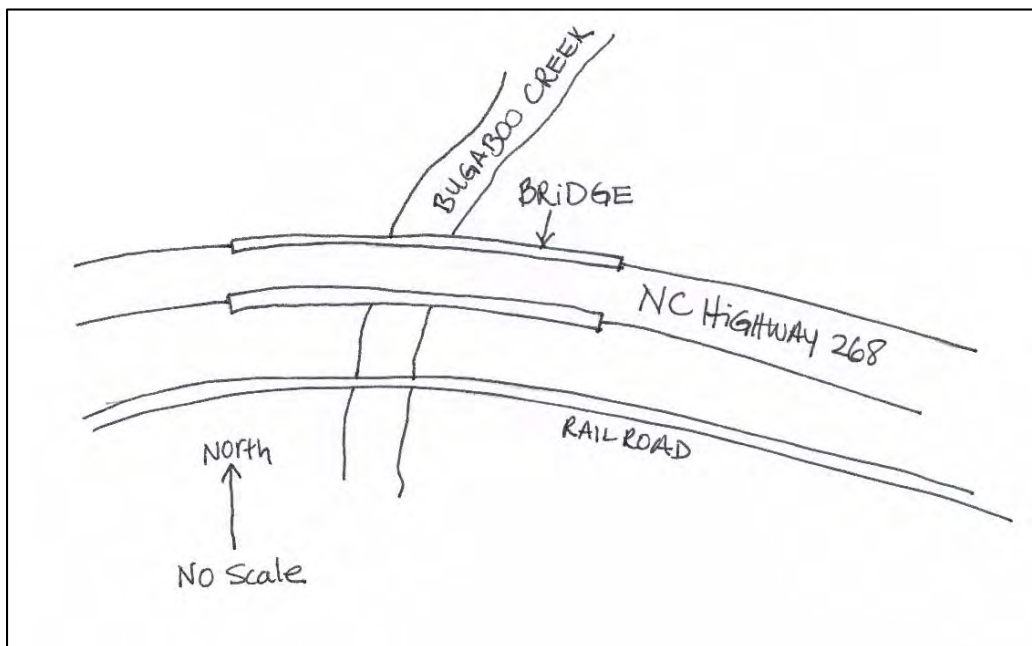 BUGABOO CREEK
BRiDGE
NC HiGHWAY 268
RAILROAD
North
No Scale